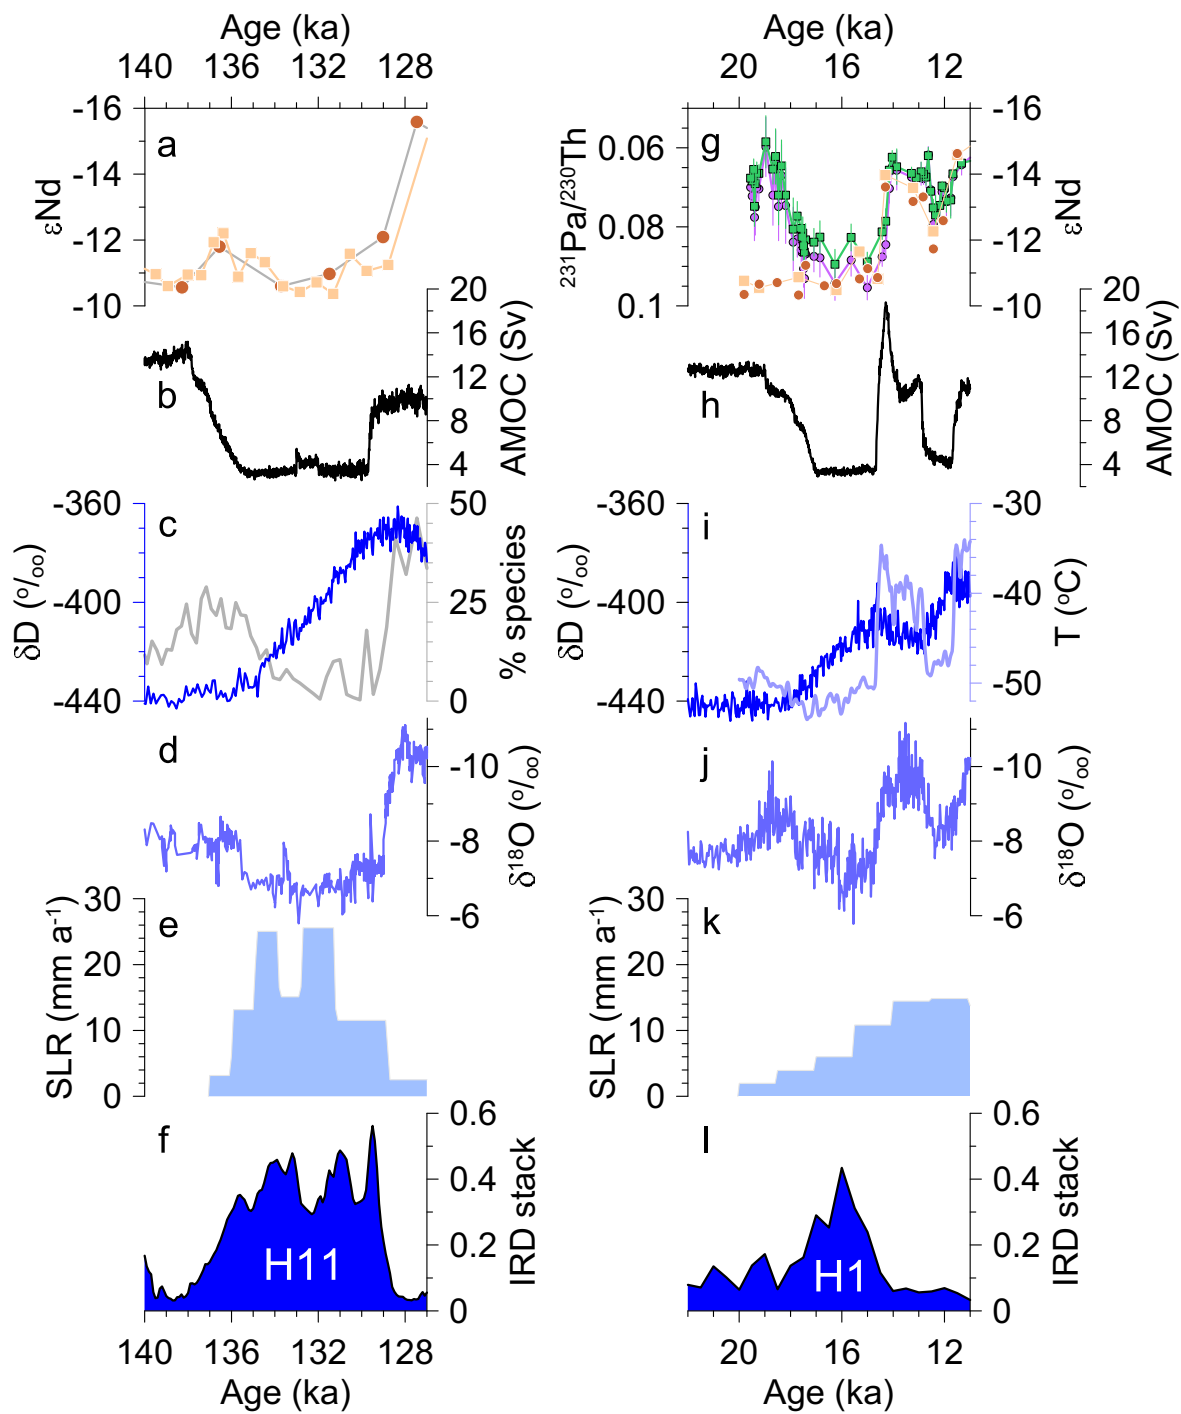 Age (ka)
140 136 132 128
Age (ka)
20 16 12
-16
-14
-12
-10
εNd
a
0.06
0.08
0.1
²³¹Pa/²³⁰Th
g
-16
-14
-12
-10
εNd
b
20
16
12
8
4
AMOC (Sv)
h
20
16
12
8
4
AMOC (Sv)
-360
-400
-440
δD (º/ₒₒ)
c
50
25
0
% species
-360
-400
-440
δD (º/ₒₒ)
i
-30
-40
-50
T (ºC)
d
-10
-8
-6
δ¹⁸O (º/ₒₒ)
j
-10
-8
-6
δ¹⁸O (º/ₒₒ)
30
20
10
0
SLR (mm a⁻¹)
e
30
20
10
0
SLR (mm a⁻¹)
k
f
H11
0.6
0.4
0.2
0
IRD stack
l
H1
0.6
0.4
0.2
0
IRD stack
140 136 132 128
Age (ka)
20 16 12
Age (ka)